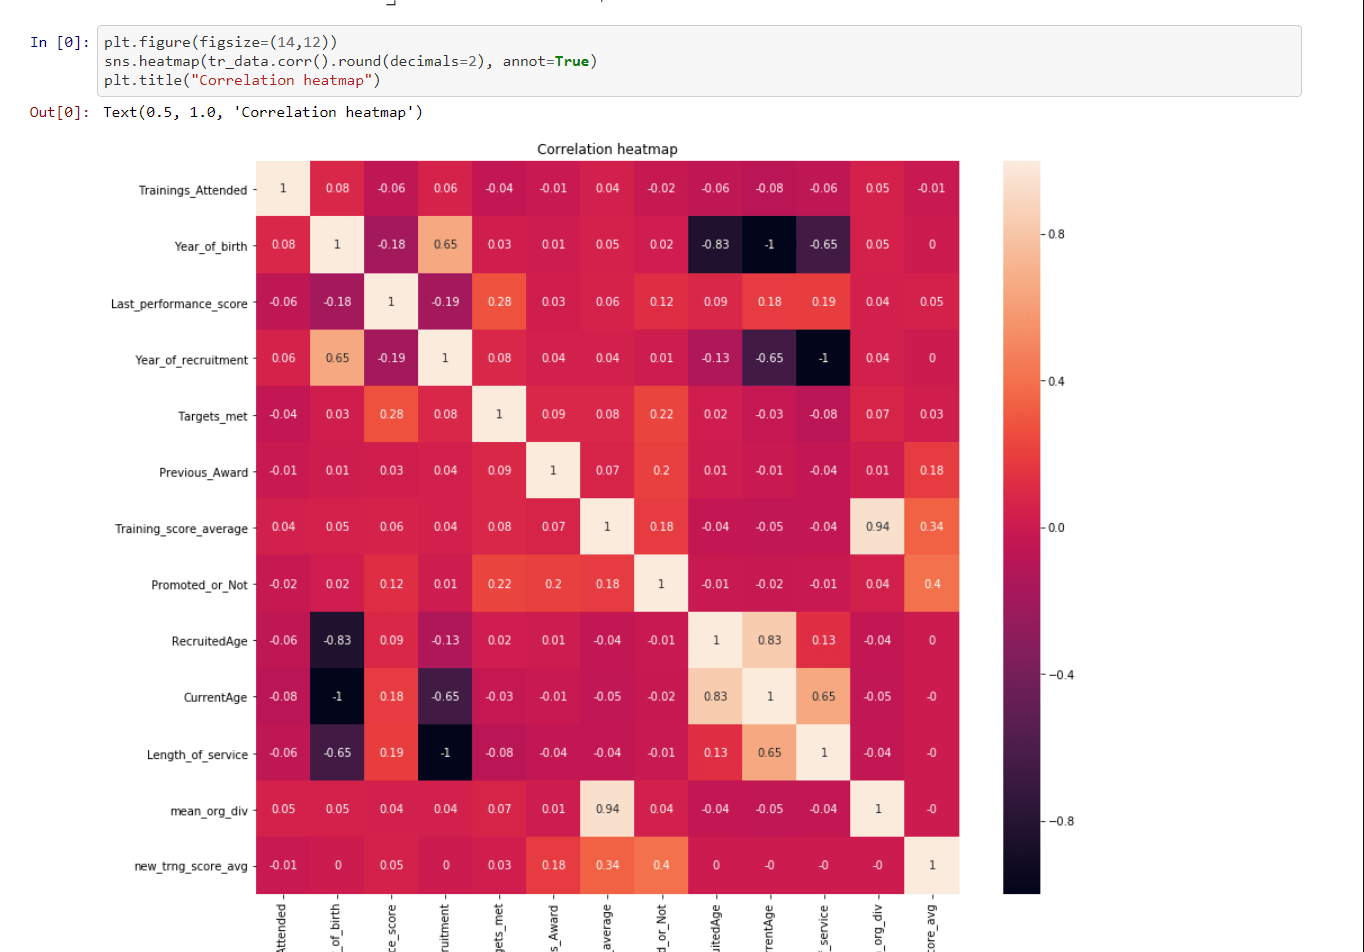 In [0]: plt.figure(figsize=(14,12))
sns.heatmap(tr_data.corr().round(decimals=2), annot=True)
plt.title("Correlation heatmap")
Out[0]: Text(0.5, 1.0, 'Correlation heatmap')
Correlation heatmap
Trainings_Attended 1 0.08 -0.06 0.06 -0.04 -0.01 0.04 -0.02 -0.06 -0.08 -0.06 0.05 -0.01
Year_of_birth 0.08 1 -0.18 0.65 0.03 0.01 0.05 0.02 -0.83 -1 -0.65 0.05 0
0.8
Last_performance_score -0.06 -0.18 1 -0.19 0.28 0.03 0.06 0.12 0.09 0.18 0.19 0.04 0.05
Year_of_recruitment 0.06 0.65 -0.19 1 0.08 0.04 0.04 0.01 -0.13 -0.65 -1 0.04 0
0.4
Targets_met -0.04 0.03 0.28 0.08 1 0.09 0.08 0.22 0.02 -0.03 -0.08 0.07 0.03
Previous_Award -0.01 0.01 0.03 0.04 0.09 1 0.07 0.2 0.01 -0.01 -0.04 0.01 0.18
Training_score_average 0.04 0.05 0.06 0.04 0.08 0.07 1 0.18 -0.04 -0.05 -0.04 0.94 0.34
0.0
Promoted_or_Not -0.02 0.02 0.12 0.01 0.22 0.2 0.18 1 -0.01 -0.02 -0.01 0.04 0.4
RecruitedAge -0.06 -0.83 0.09 -0.13 0.02 0.01 -0.04 -0.01 1 0.83 0.13 -0.04 0
−0.4
CurrentAge -0.08 -1 0.18 -0.65 -0.03 -0.01 -0.05 -0.02 0.83 1 0.65 -0.05 -0
Length_of_service -0.06 -0.65 0.19 -1 -0.08 -0.04 -0.04 -0.01 0.13 0.65 1 -0.04 -0
mean_org_div 0.05 0.05 0.04 0.04 0.07 0.01 0.94 0.04 -0.04 -0.05 -0.04 1 -0
−0.8
new_trng_score_avg -0.01 0 0.05 0 0.03 0.18 0.34 0.4 0 -0 -0 -0 1
Attended
_of_birth
ce_score
ruitment
gets_met
s_Award
average
d_or_Not
uitedAge
rrentAge
_service
_org_div
core_avg